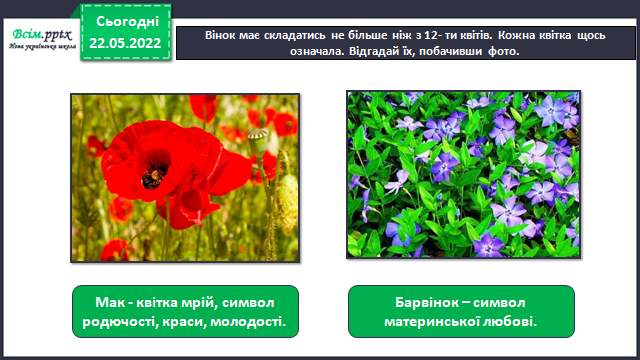 Сьогодні
22.05.2022
Всім.pptx
Нова українська школа
Вінок має складатись не більше ніж з 12- ти квітів. Кожна квітка щось
означала. Відгадай їх, побачивши фото.
Мак - квітка мрій, символ
родючості, краси, молодості.
Барвінок – символ
материнської любові.